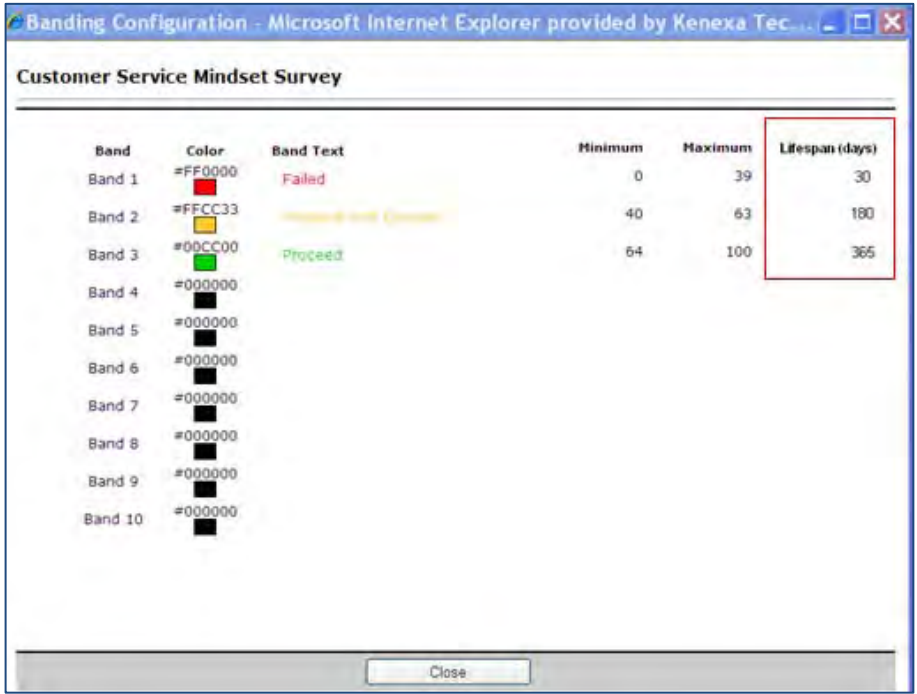 Banding Configuration - Microsoft Internet Explorer provided by Kenexa Tec...
Customer Service Mindset Survey
Band Color Band Text Minimum Maximum Lifespan (days)
Band 1 #FF0000 Failed 0 39 30
Band 2 #FFCC33 40 63 180
Band 3 #00CC00 Proceed 64 100 365
Band 4 #000000
Band 5 #000000
Band 6 #000000
Band 7 #000000
Band 8 #000000
Band 9 #000000
Band 10 #000000
Close